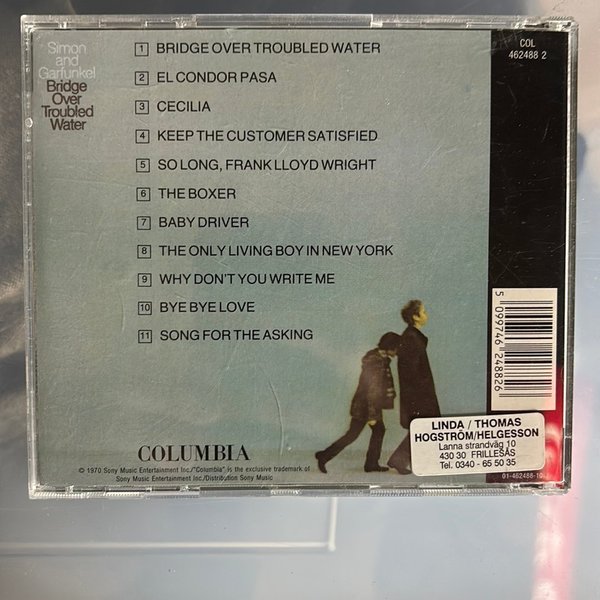 Simon
and
Garfunkel
Bridge
Over
Troubled
Water
1 BRIDGE OVER TROUBLED WATER
2 EL CONDOR PASA
3 CECILIA
4 KEEP THE CUSTOMER SATISFIED
5 SO LONG, FRANK LLOYD WRIGHT
6 THE BOXER
7 BABY DRIVER
8 THE ONLY LIVING BOY IN NEW YORK
9 WHY DON'T YOU WRITE ME
10 BYE BYE LOVE
11 SONG FOR THE ASKING
COL
462488 2
5 099746 248826
LINDA / THOMAS
HOGSTRÖM/HELGESSON
Lanna strandväg 10
430 30 FRILLESÅS
Tel. 0340 - 65 50 35
01-462488-10
COLUMBIA
© 1970 Sony Music Entertainment Inc./"Columbia" is the exclusive trademark of
Sony Music Entertainment Inc./Distribution Sony Music